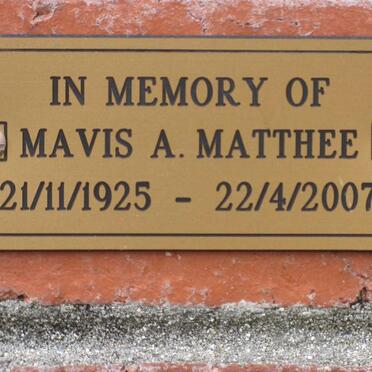 IN MEMORY OF
MAVIS A. MATTHEE
21/11/1925 - 22/4/2007